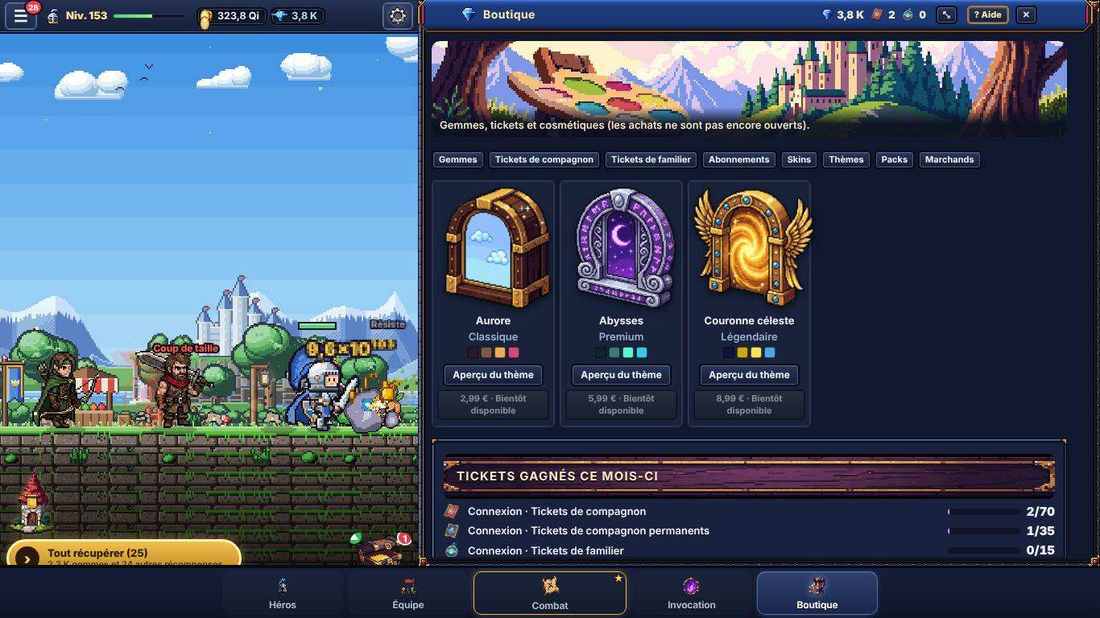 28
Niv. 153
323,8 Qi
3,8 K
Boutique
3,8 K
2
0
? Aide
Gemmes, tickets et cosmétiques (les achats ne sont pas encore ouverts).
Gemmes
Tickets de compagnon
Tickets de familier
Abonnements
Skins
Thèmes
Packs
Marchands
Aurore
Classique
Aperçu du thème
2,99 € · Bientôt
disponible
Abysses
Premium
Aperçu du thème
5,99 € · Bientôt
disponible
Couronne céleste
Légendaire
Aperçu du thème
8,99 € · Bientôt
disponible
Résiste
Coup de taille
TICKETS GAGNÉS CE MOIS-CI
Connexion · Tickets de compagnon
2/70
Connexion · Tickets de compagnon permanents
1/35
Connexion · Tickets de familier
0/15
Tout récupérer (25)
1
Héros
Équipe
Combat
Invocation
Boutique